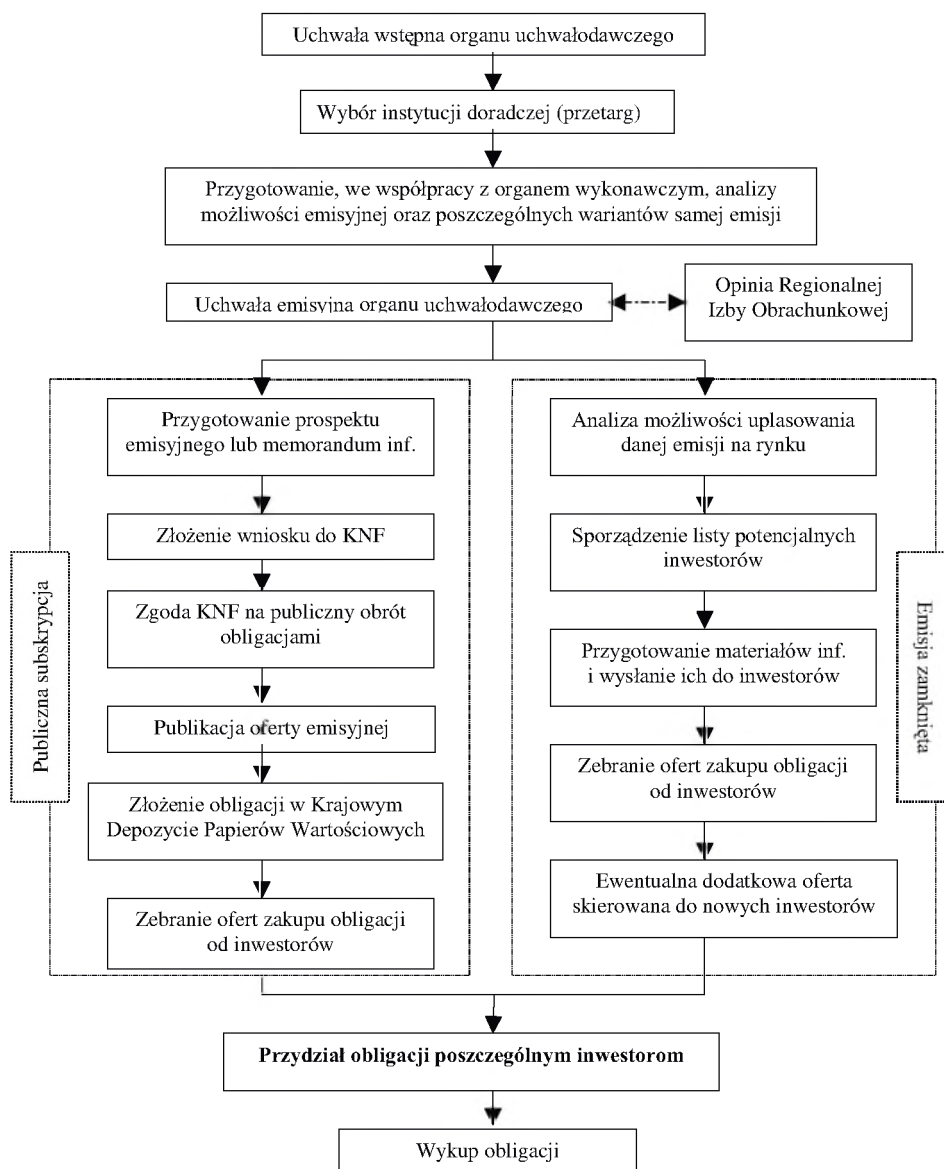 Uchwała wstępna organu uchwałodawczego
Wybór instytucji doradczej (przetarg)
Przygotowanie, we współpracy z organem wykonawczym, analizy
możliwości emisyjnej oraz poszczególnych wariantów samej emisji
Uchwała emisyjna organu uchwałodawczego
Opinia Regionalnej
Izby Obrachunkowej
Publiczna subskrypcja
Przygotowanie prospektu
emisyjnego lub memorandum inf.
Złożenie wniosku do KNF
Zgoda KNF na publiczny obrót
obligacjami
Publikacja oferty emisyjnej
Złożenie obligacji w Krajowym
Depozycie Papierów Wartościowych
Zebranie ofert zakupu obligacji
od inwestorów
Emisja zamknięta
Analiza możliwości uplasowania
danej emisji na rynku
Sporządzenie listy potencjalnych
inwestorów
Przygotowanie materiałów inf.
i wysłanie ich do inwestorów
Zebranie ofert zakupu obligacji
od inwestorów
Ewentualna dodatkowa oferta
skierowana do nowych inwestorów
Przydział obligacji poszczególnym inwestorom
Wykup obligacji